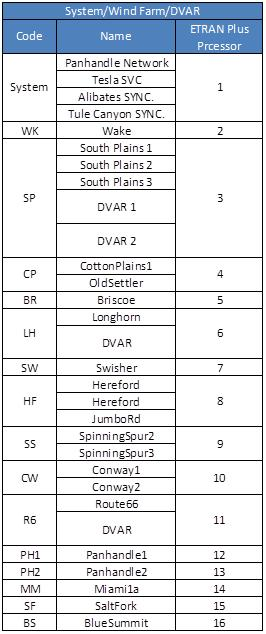 System/Wind Farm/DVAR
Code Name ETRAN Plus
Prcessor
System Panhandle Network 1
Tesla SVC
Alibates SYNC.
Tule Canyon SYNC.
WK Wake 2
SP South Plains 1 3
South Plains 2
South Plains 3
DVAR 1
DVAR 2
CP CottonPlains1 4
OldSettler
BR Briscoe 5
LH Longhorn 6
DVAR
SW Swisher 7
HF Hereford 8
Hereford
JumboRd
SS SpinningSpur2 9
SpinningSpur3
CW Conway1 10
Conway2
R6 Route66 11
DVAR
PH1 Panhandle1 12
PH2 Panhandle2 13
MM Miami1a 14
SF SaltFork 15
BS BlueSummit 16